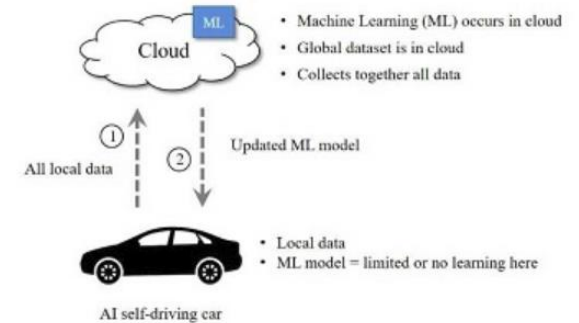 ML
Cloud
• Machine Learning (ML) occurs in cloud
• Global dataset is in cloud
• Collects together all data
1
All local data
2
Updated ML model
• Local data
• ML model = limited or no learning here
AI self-driving car